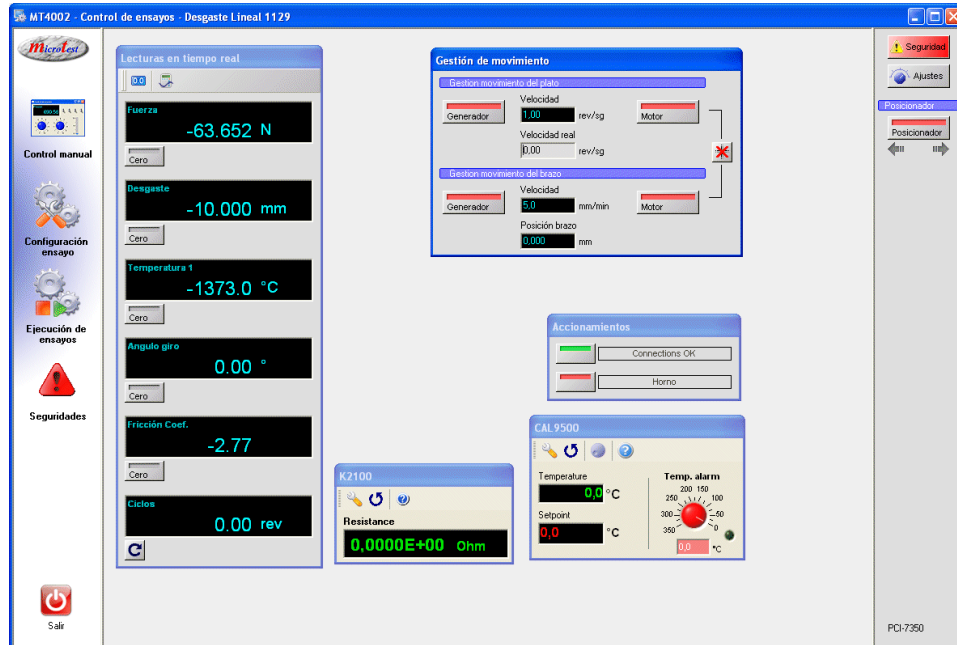 MT4002 - Control de ensayos - Desgaste Lineal 1129
Microtest
Control manual
Configuración
ensayo
Ejecución de
ensayos
Seguridades
Salir
Lecturas en tiempo real
Fuerza
-63.652 N
Cero
Desgaste
-10.000 mm
Cero
Temperatura 1
-1373.0 °C
Cero
Angulo giro
0.00 °
Cero
Fricción Coef.
-2.77
Cero
Ciclos
0.00 rev
Gestión de movimiento
Gestion movimiento del plato
Generador
Velocidad
1,00 rev/sg
Motor
Velocidad real
0,00 rev/sg
Gestion movimiento del brazo
Generador
Velocidad
5,0 mm/min
Motor
Posición brazo
0,000 mm
Accionamientos
Connections OK
Horno
K2100
Resistance
0,0000E+00 Ohm
CAL9500
Temperature
0,0 °C
Setpoint
0,0 °C
Temp. alarm
200 150
250 100
300 50
350 0
0,0 °C
Seguridad
Ajustes
Posicionador
Posicionador
PCI-7350